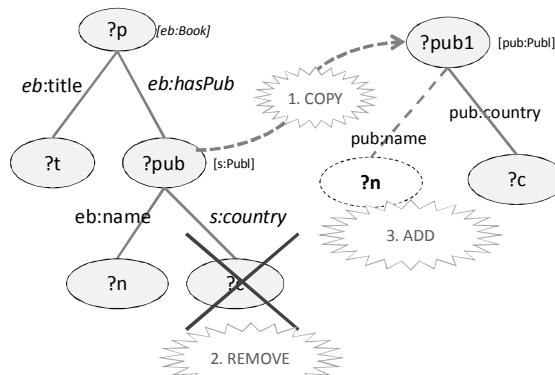 ?p
[eb:Book]
?pub1
[pub:Publ]
eb:title
eb:hasPub
1. COPY
pub:name
pub:country
?t
?pub
[s:Publ]
?n
?c
eb:name
s:country
3. ADD
?n
?c
2. REMOVE